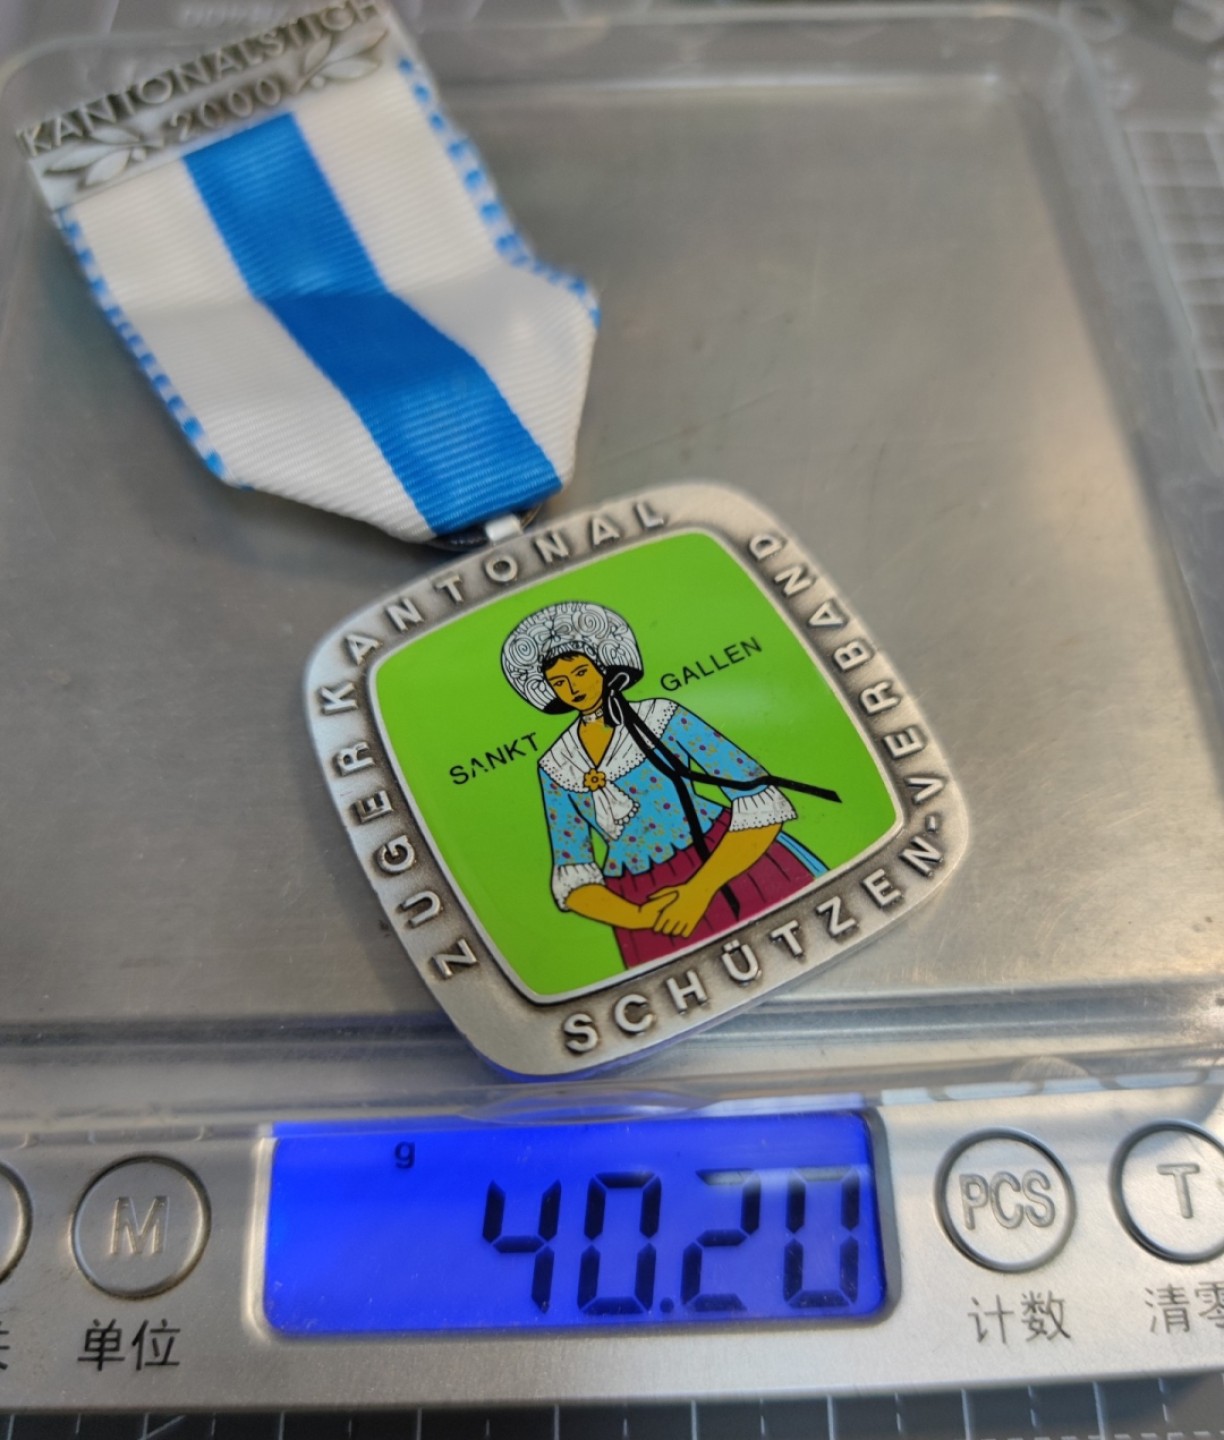 KANTONALSTICH
2000
ZUGER KANTONAL
SCHÜTZEN-VERBAND
SANKT GALLEN
g
40.20
M
PCS
T
单位
计数
清零